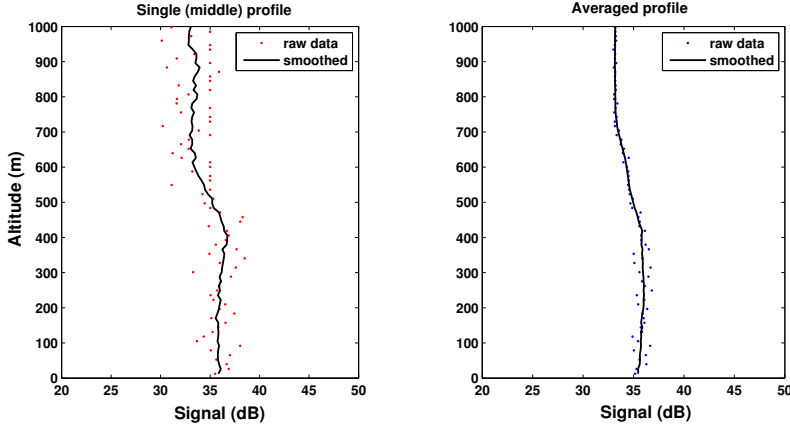 Single (middle) profile
1000
900
800
700
600
500
400
300
200
100
0
Altitude (m)
20 25 30 35 40 45 50
Signal (dB)
raw data
smoothed
Averaged profile
1000
900
800
700
600
500
400
300
200
100
0
20 25 30 35 40 45 50
Signal (dB)
raw data
smoothed